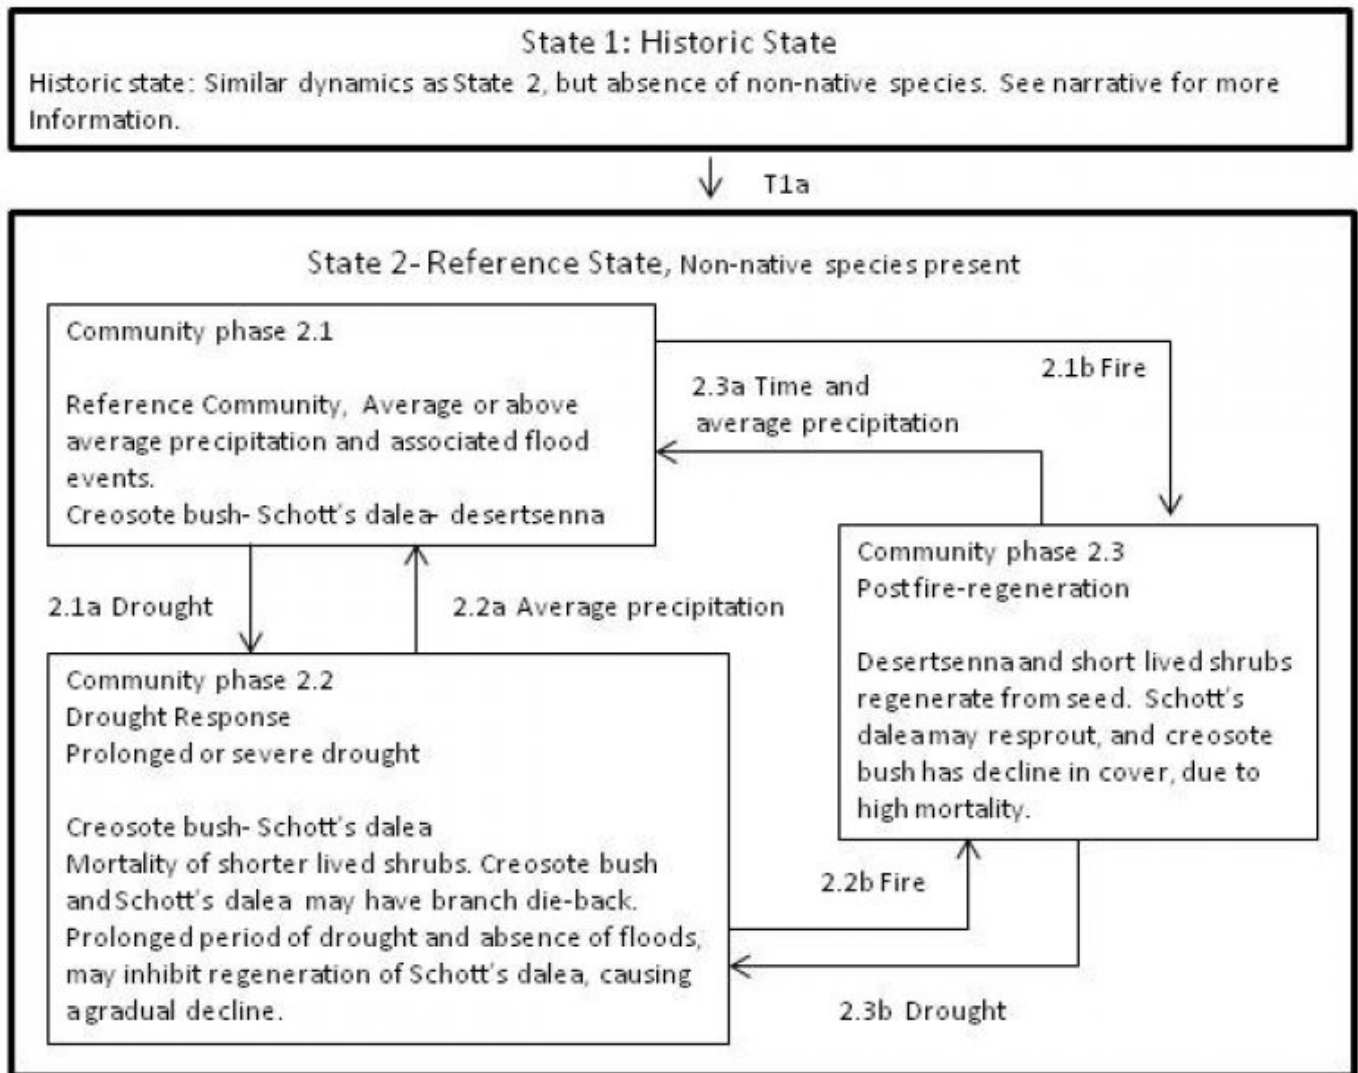 State 1: Historic State
Historic state: Similar dynamics as State 2, but absence of non-native species. See narrative for more
Information.
T1a
State 2- Reference State, Non-native species present
Community phase 2.1
Reference Community, Average or above
average precipitation and associated flood
events.
Creosote bush- Schott's dalea- desertsenna
2.1b Fire
2.3a Time and
average precipitation
2.1a Drought
2.2a Average precipitation
Community phase 2.3
Postfire-regeneration
Desertsenna and short lived shrubs
regenerate from seed. Schott's
dalea may resprout, and creosote
bush has decline in cover, due to
high mortality.
Community phase 2.2
Drought Response
Prolonged or severe drought
Creosote bush- Schott's dalea
Mortality of shorter lived shrubs. Creosote bush
and Schott's dalea may have branch die-back.
Prolonged period of drought and absence of floods,
may inhibit regeneration of Schott's dalea, causing
a gradual decline.
2.2b Fire
2.3b Drought